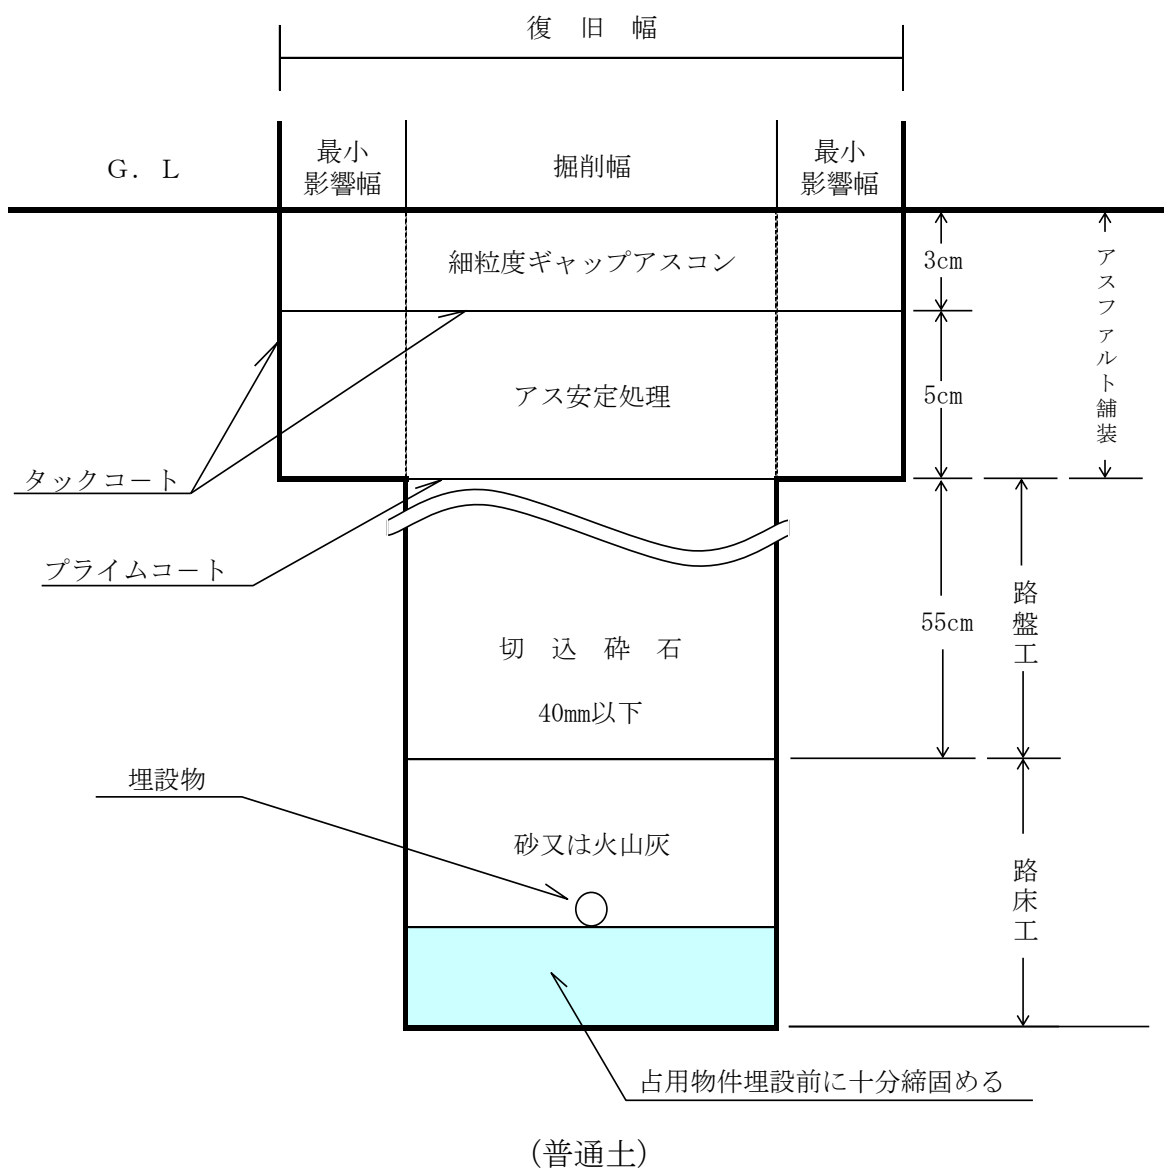 復 旧 幅
G. L
最小
影響幅
掘削幅
最小
影響幅
細粒度ギャップアスコン
3cm
アスファルト舗装
アス安定処理
5cm
タックコート
プライムコート
路盤工
55cm
切 込 砕 石
40mm以下
埋設物
砂又は火山灰
路床工
占用物件埋設前に十分締固める
(普通土)